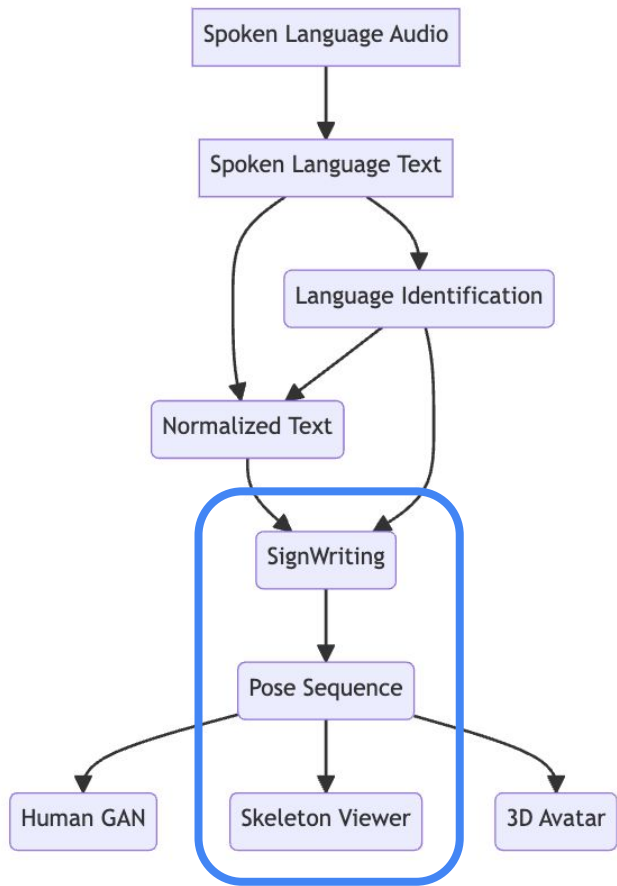 Spoken Language Audio
Spoken Language Text
Language Identification
Normalized Text
SignWriting
Pose Sequence
Human GAN
Skeleton Viewer
3D Avatar